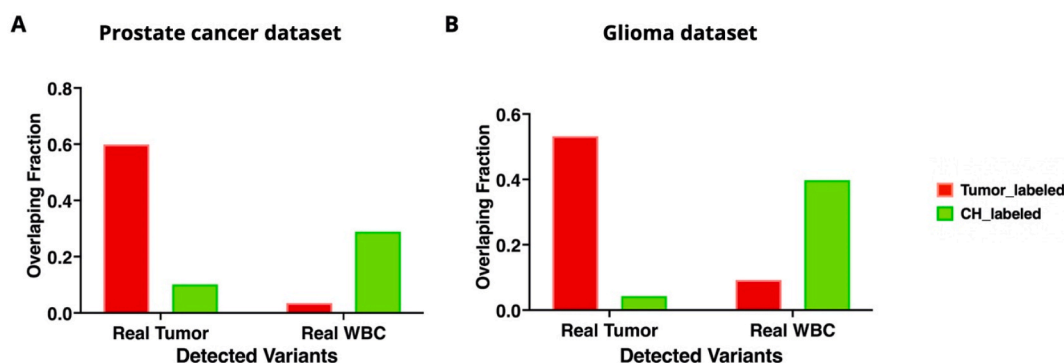 A
Prostate cancer dataset
0.8
0.6
0.4
0.2
0.0
Overlaping Fraction
Real Tumor
Real WBC
Detected Variants
B
Glioma dataset
0.6
0.4
0.2
0.0
Overlaping Fraction
Real Tumor
Real WBC
Detected Variants
Tumor_labeled
CH_labeled